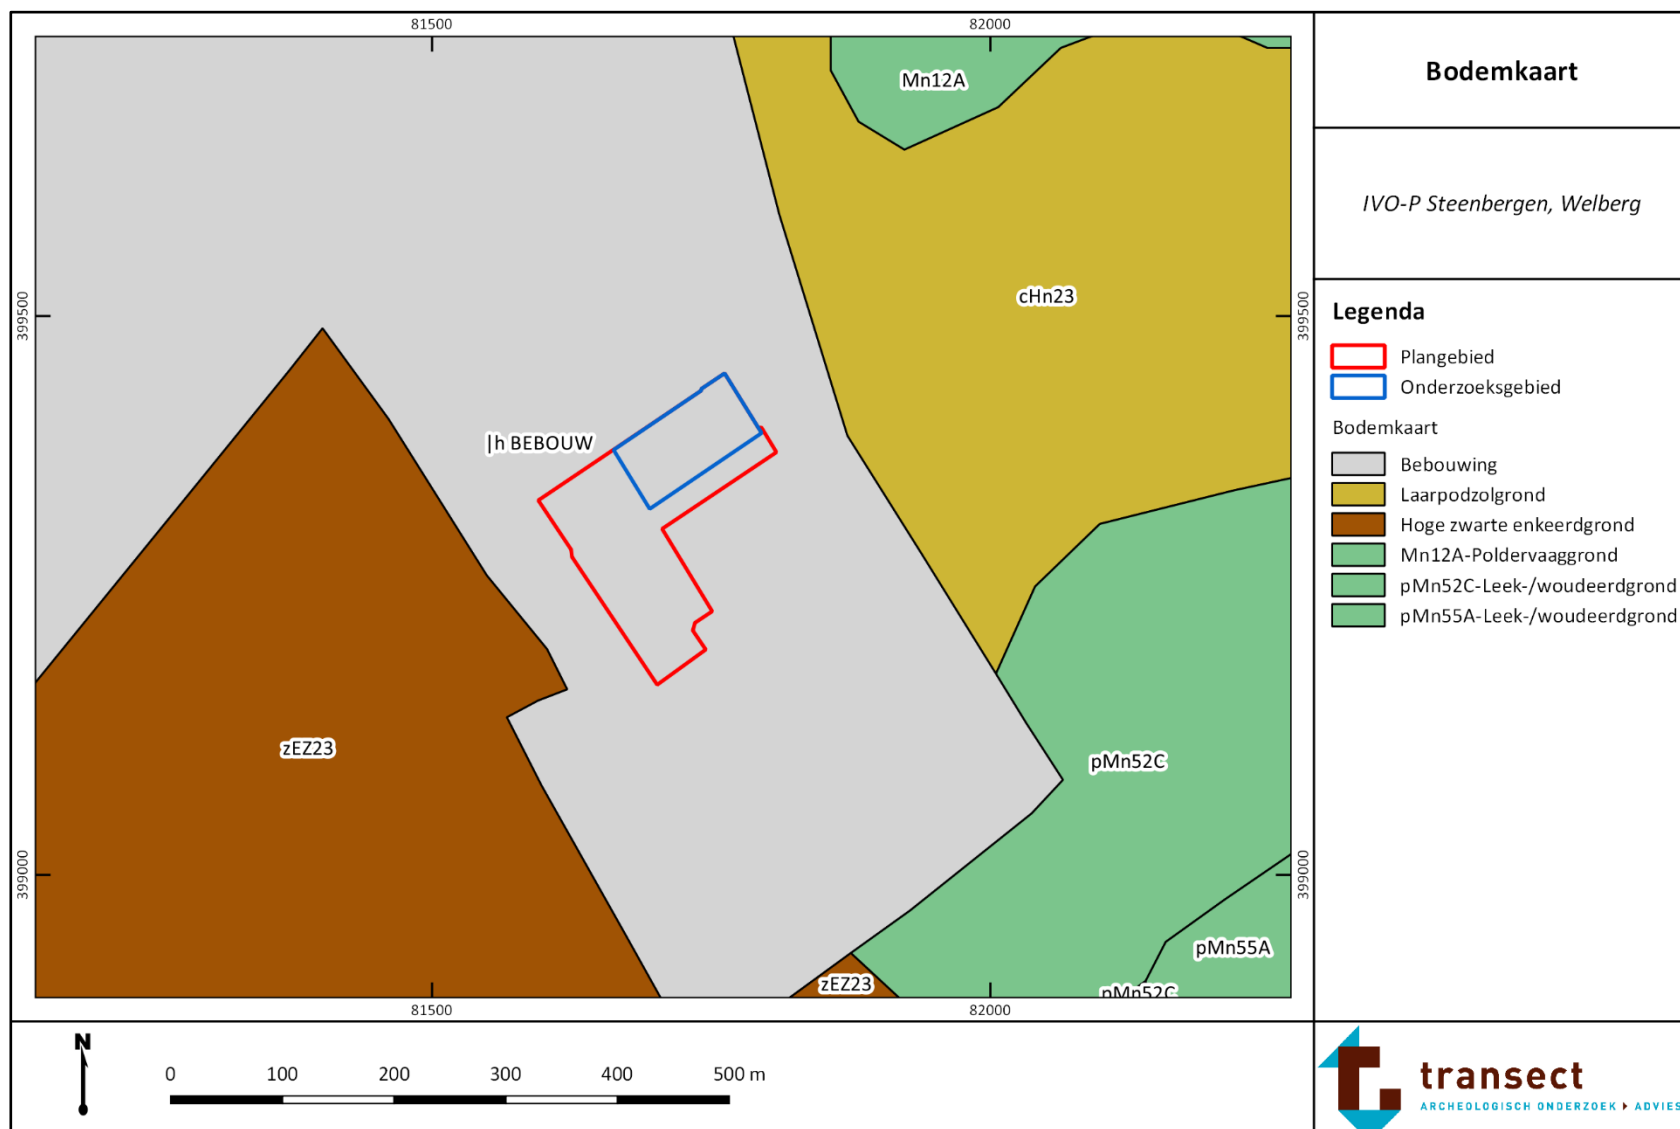 81500
82000
Bodemkaart
Mn12A
IVO-P Steenbergen, Welberg
cHn23
399500
399500
Legenda
Plangebied
Onderzoeksgebied
Bodemkaart
|h BEBOUW
Bebouwing
Laarpodzolgrond
Hoge zwarte enkeerdgrond
Mn12A-Poldervaaggrond
pMn52C-Leek-/woudeerdgrond
pMn55A-Leek-/woudeerdgrond
zEZ23
pMn52C
399000
399000
pMn55A
zEZ23
pMn52C
81500
82000
N
0 100 200 300 400 500 m
transect
ARCHEOLOGISCH ONDERZOEK ▸ ADVIES